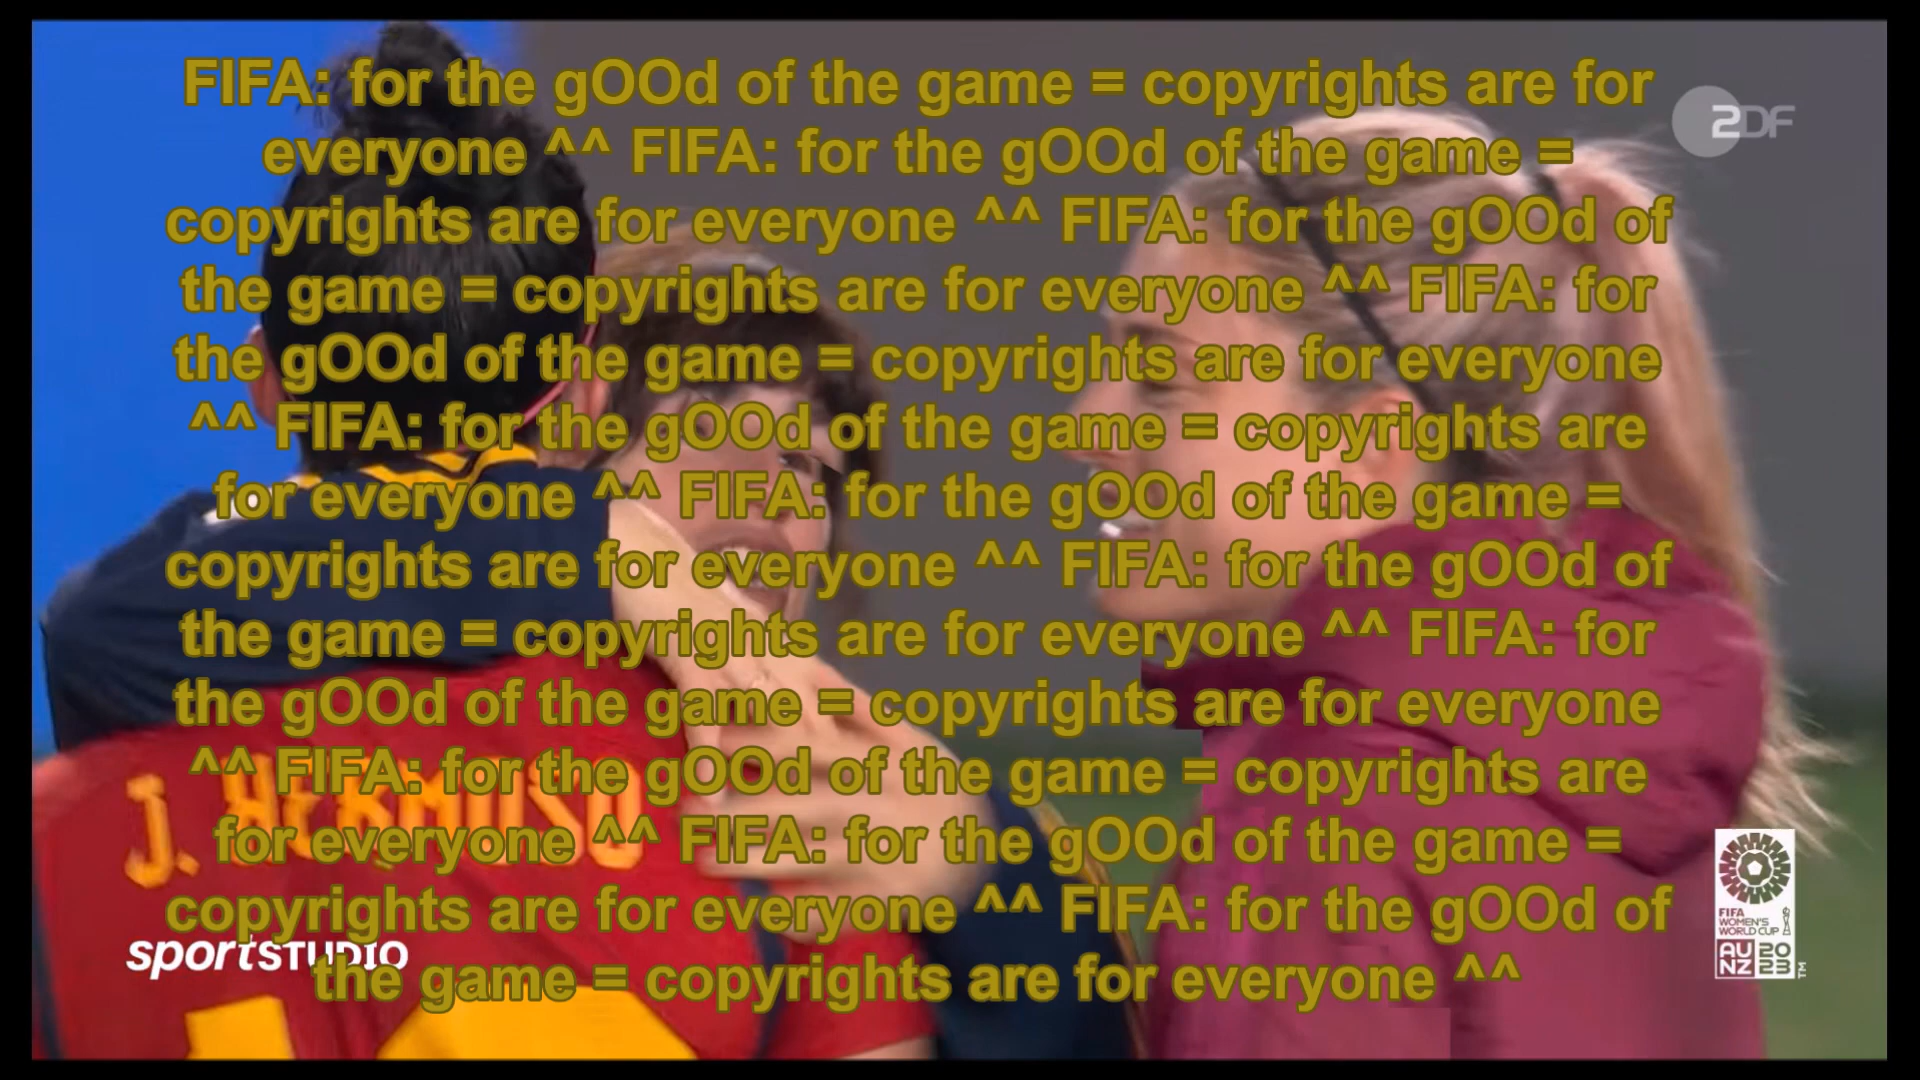 FIFA: for the gOOd of the game = copyrights are for
everyone ^^ FIFA: for the gOOd of the game =
copyrights are for everyone ^^ FIFA: for the gOOd of
the game = copyrights are for everyone ^^ FIFA: for
the gOOd of the game = copyrights are for everyone
^^ FIFA: for the gOOd of the game = copyrights are
for everyone ^^ FIFA: for the gOOd of the game =
copyrights are for everyone ^^ FIFA: for the gOOd of
the game = copyrights are for everyone ^^ FIFA: for
the gOOd of the game = copyrights are for everyone
^^ FIFA: for the gOOd of the game = copyrights are
for everyone ^^ FIFA: for the gOOd of the game =
copyrights are for everyone ^^ FIFA: for the gOOd of
the game = copyrights are for everyone ^^
2DF
J. HERMOSO
sportSTUDIO
FIFA
WOMEN'S
WORLD CUP
AU 20
NZ 23
TM